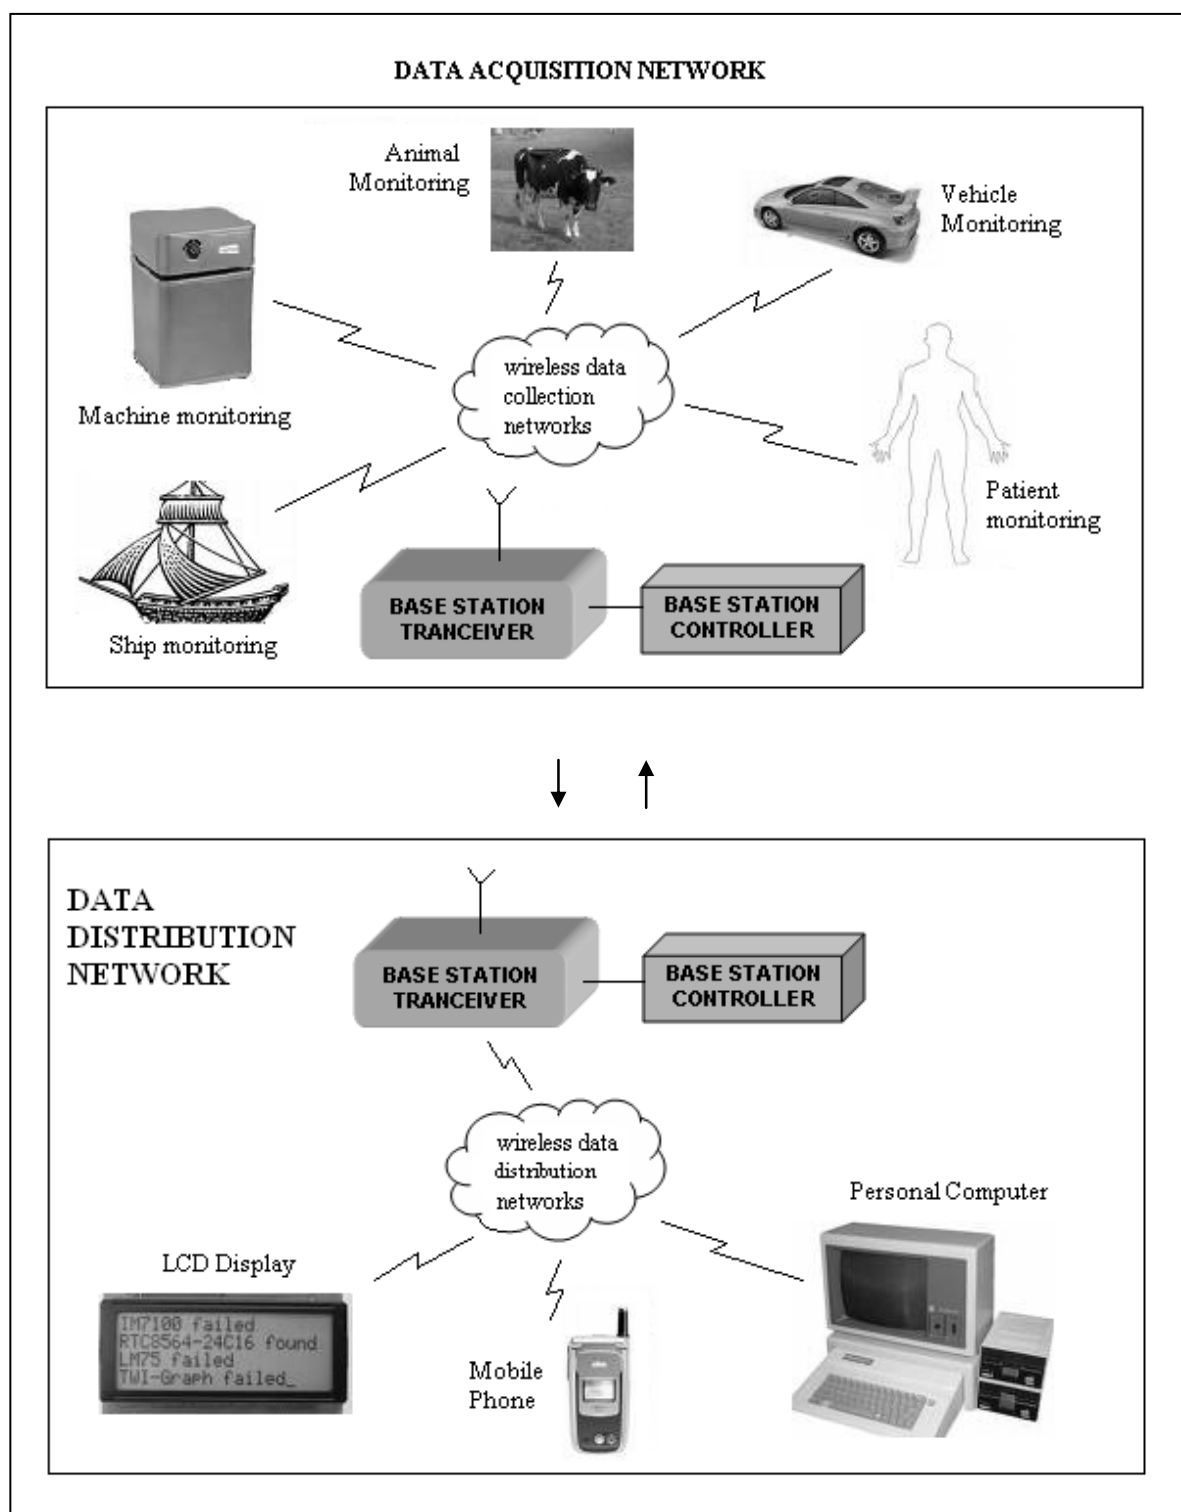 DATA ACQUISITION NETWORK
Animal
Monitoring
Vehicle
Monitoring
Machine monitoring
wireless data
collection
networks
Patient
monitoring
Ship monitoring
BASE STATION
TRANCEIVER
BASE STATION
CONTROLLER
DATA
DISTRIBUTION
NETWORK
BASE STATION
TRANCEIVER
BASE STATION
CONTROLLER
wireless data
distribution
networks
Personal Computer
LCD Display
IM7100 failed
RTC8564-24C16 found
LM75 failed
TWI-Graph failed_
Mobile
Phone